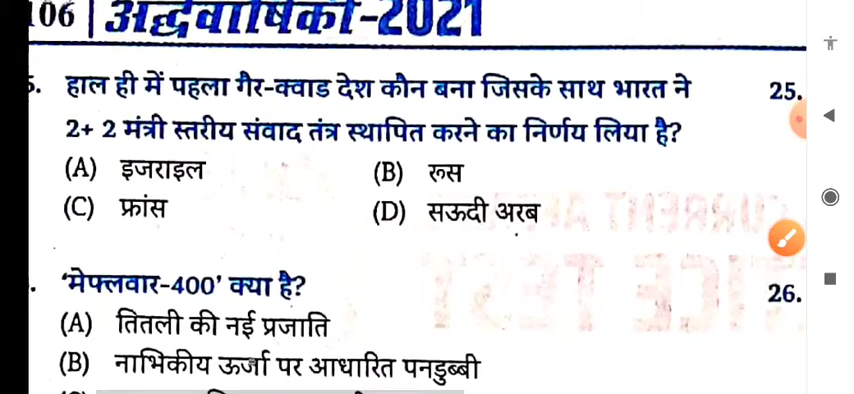 106 | अर्द्धवार्षिकी-2021
5. हाल ही में पहला गैर-क्वाड देश कौन बना जिसके साथ भारत ने
2+ 2 मंत्री स्तरीय संवाद तंत्र स्थापित करने का निर्णय लिया है?
(A) इजराइल (B) रूस
(C) फ्रांस (D) सऊदी अरब
25.
. 'मेफ्लवार-400' क्या है?
(A) तितली की नई प्रजाति
(B) नाभिकीय ऊर्जा पर आधारित पनडुब्बी
26.